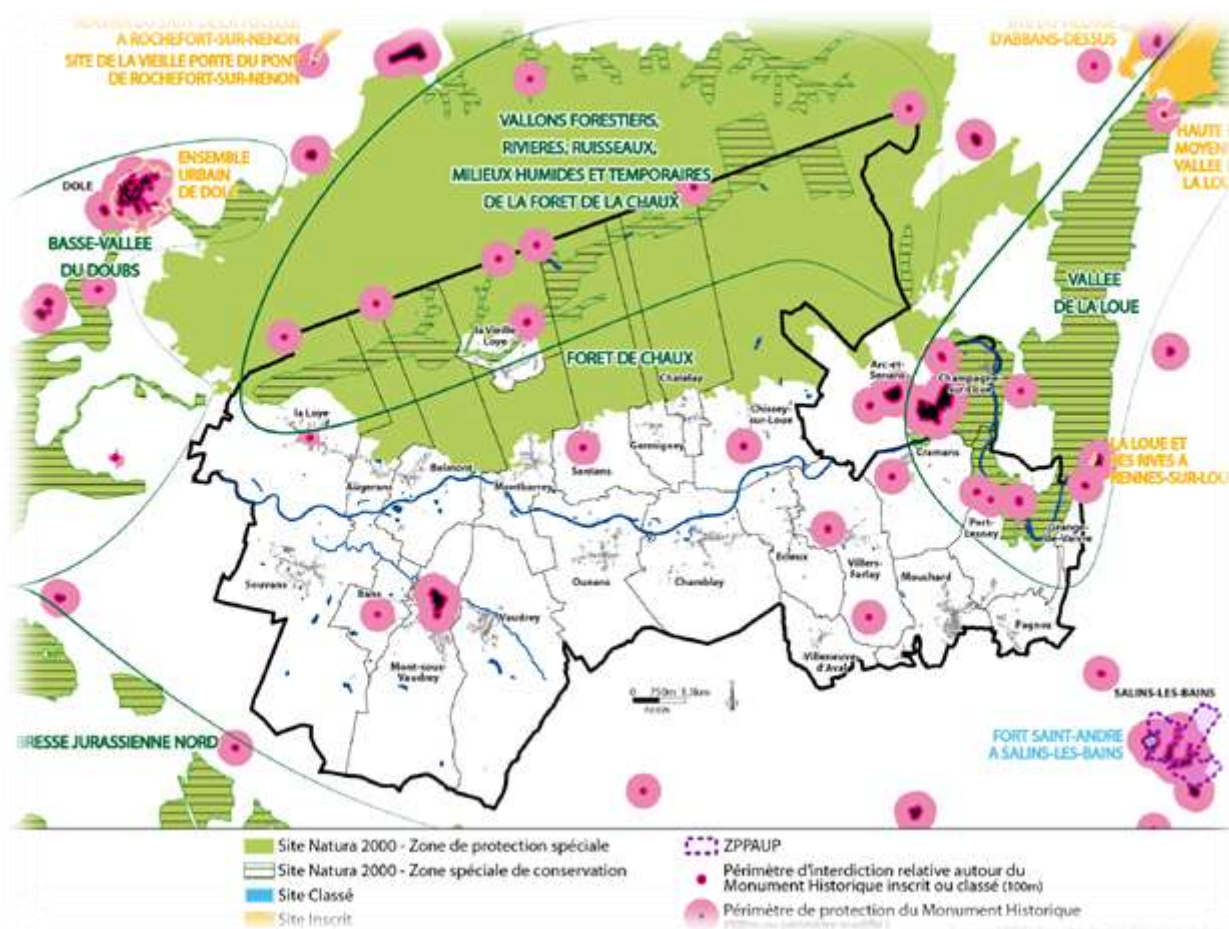 A ROCHEFORT-SUR-NENON
SITE DE LA VIEILLE PORTE DU PONT
DE ROCHEFORT-SUR-NENON
D'ABBANS-DESSUS
VALLONS FORESTIERS,
RIVIERES, RUISSEAUX,
MILIEUX HUMIDES ET TEMPORAIRES
DE LA FORET DE LA CHAUX
ENSEMBLE
URBAIN
DE DOLE
DOLE
HAUTE
MOYEN
VALLEE
LA LOU
BASSE-VALLEE
DU DOUBS
VALLEE
DE LA LOUE
la Vieille
Loye
FORET DE CHAUX
Chatelay
Arc-et-
Senans
Champagne-
sur-Loue
la Loye
Chissey-
sur-Loue
Germigney
Santans
Cramans
LA LOUE ET
RIVES A
RENNES-SUR-LOU
Belmont
Augerans
Montbarrey
Port-
Lesney
Grange-
de-Vaivre
Souvans
Bans
Ounans
Chamblay
Ecleux
Villers-
Farlay
Mouchard
Vaudrey
Pagnoz
Mont-sous-
Vaudrey
Villeneuve-
d'Aval
0 750m 1.5km
SALINS-LES-BAINS
FORT SAINT-ANDRE
A SALINS-LES-BAINS
BRESSE JURASSIENNE NORD
Site Natura 2000 - Zone de protection spéciale
Site Natura 2000 - Zone spéciale de conservation
Site Classé
Site Inscrit
ZPPAUP
Périmètre d'interdiction relative autour du
Monument Historique inscrit ou classé (100m)
Périmètre de protection du Monument Historique